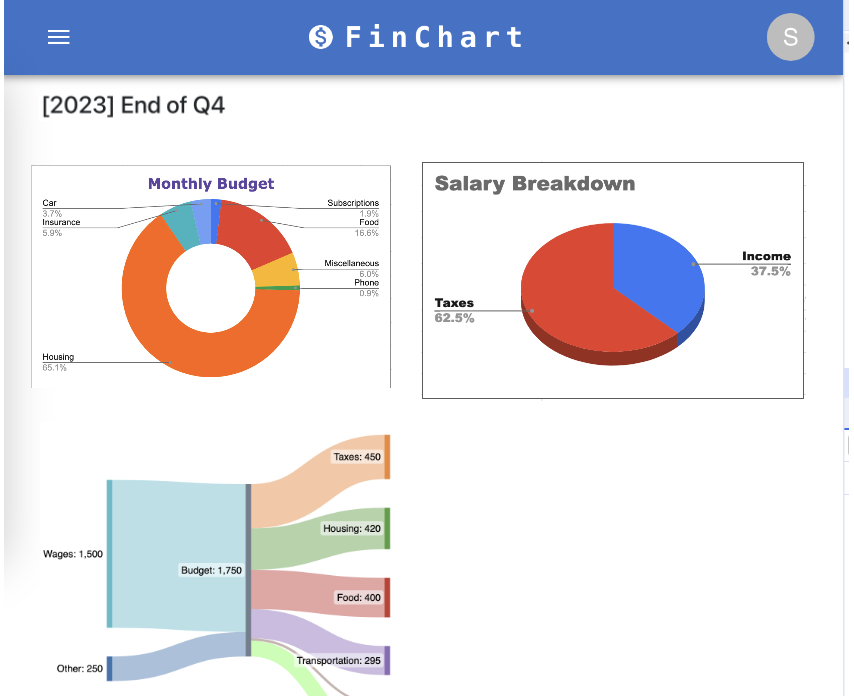 FinChart
S
[2023] End of Q4
Monthly Budget
Car
3.7%
Insurance
5.9%
Housing
65.1%
Subscriptions
1.9%
Food
16.6%
Miscellaneous
6.0%
Phone
0.9%
Salary Breakdown
Income
37.5%
Taxes
62.5%
Taxes: 450
Housing: 420
Wages: 1,500
Budget: 1,750
Food: 400
Transportation: 295
Other: 250